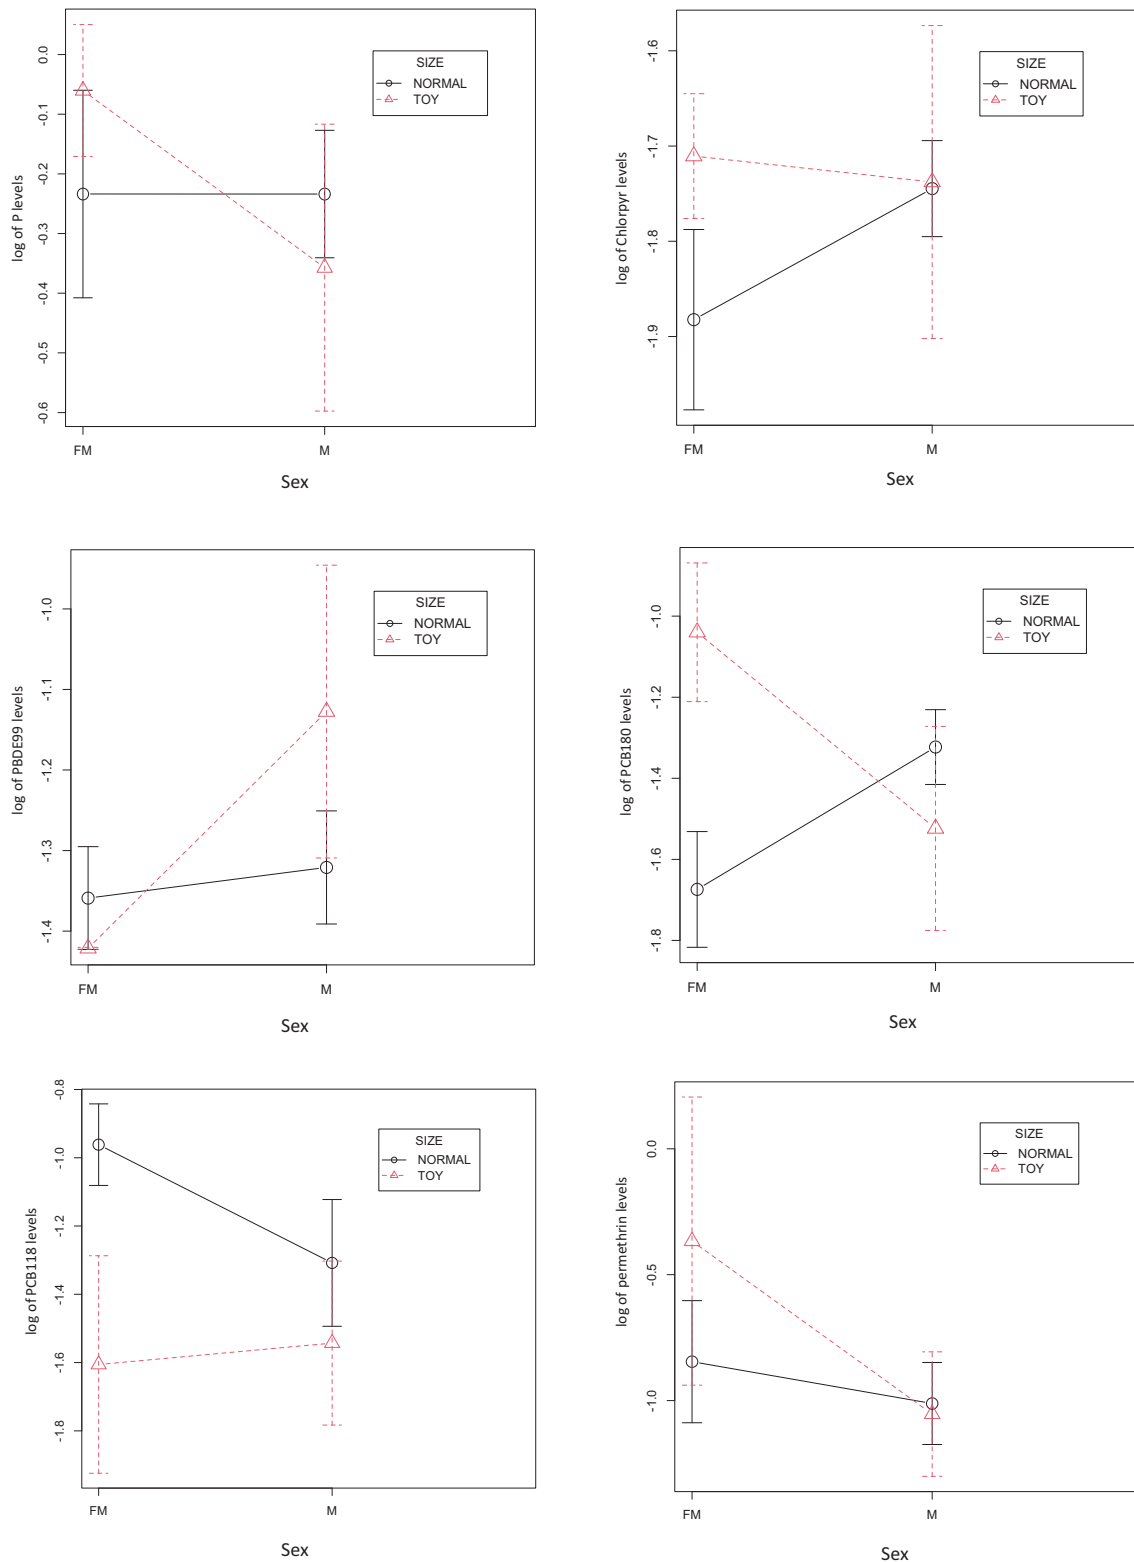 log of P levels
0.0
-0.1
-0.2
-0.3
-0.4
-0.5
-0.6
SIZE
NORMAL
TOY
FM
M
Sex
log of Chlorpyr levels
-1.6
-1.7
-1.8
-1.9
SIZE
NORMAL
TOY
FM
M
Sex
log of PBDE99 levels
-1.0
-1.1
-1.2
-1.3
-1.4
SIZE
NORMAL
TOY
FM
M
Sex
log of PCB180 levels
-1.0
-1.2
-1.4
-1.6
-1.8
SIZE
NORMAL
TOY
FM
M
Sex
log of PCB118 levels
-0.8
-1.0
-1.2
-1.4
-1.6
-1.8
SIZE
NORMAL
TOY
FM
M
Sex
log of permethrin levels
0.0
-0.5
-1.0
SIZE
NORMAL
TOY
FM
M
Sex